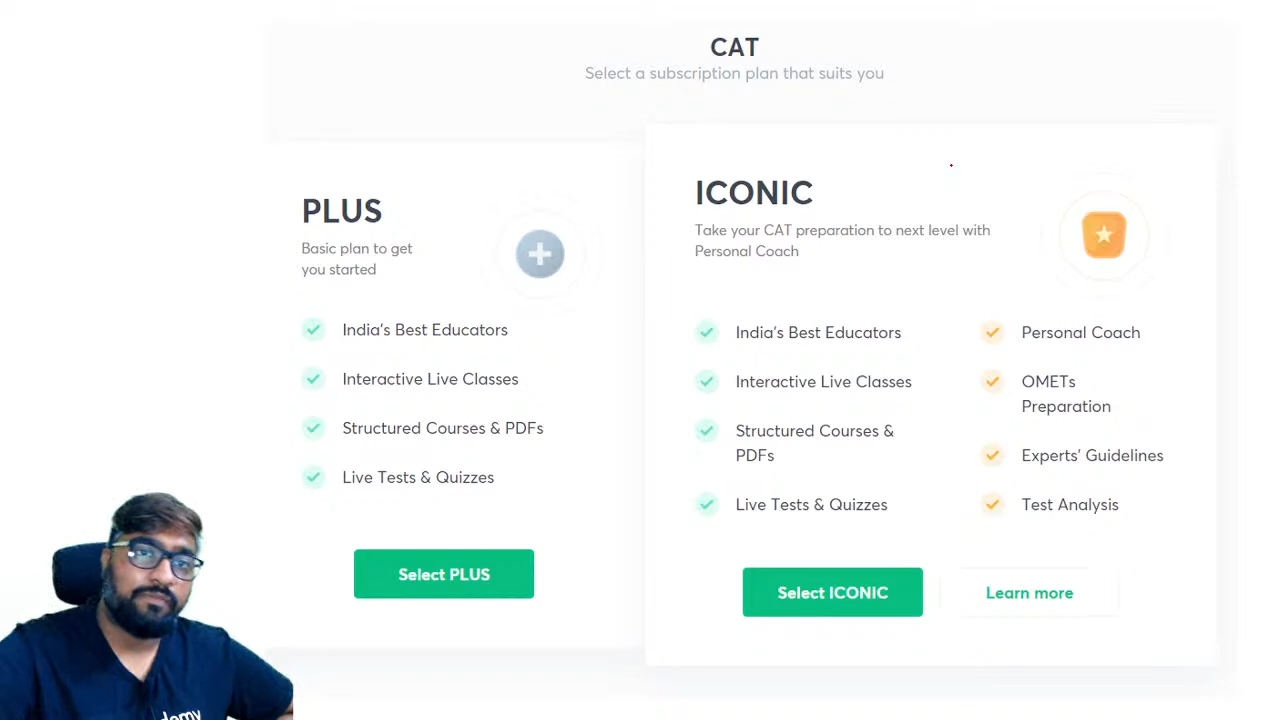 CAT
Select a subscription plan that suits you
PLUS
Basic plan to get
you started
India's Best Educators
Interactive Live Classes
Structured Courses & PDFs
Live Tests & Quizzes
Select PLUS
ICONIC
Take your CAT preparation to next level with
Personal Coach
India's Best Educators
Interactive Live Classes
Structured Courses &
PDFs
Live Tests & Quizzes
Personal Coach
OMETs
Preparation
Experts' Guidelines
Test Analysis
Select ICONIC
Learn more